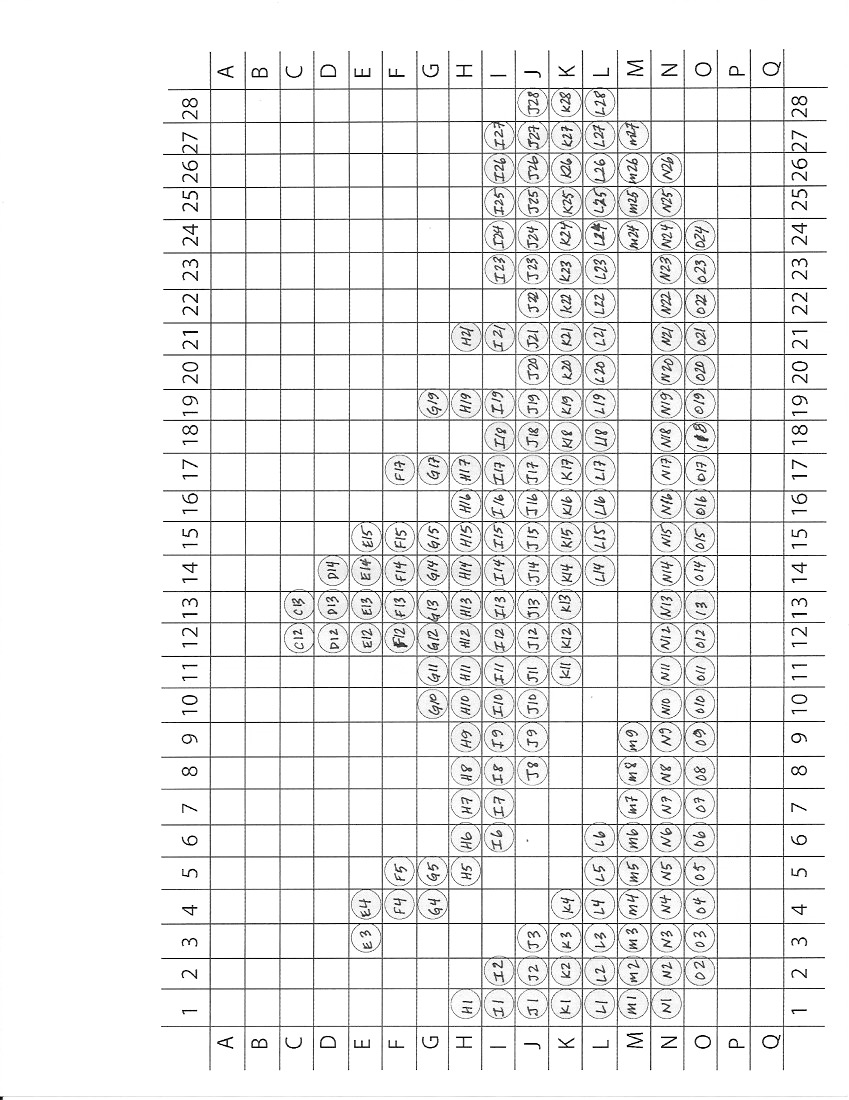 1 2 3 4 5 6 7 8 9 10 11 12 13 14 15 16 17 18 19 20 21 22 23 24 25 26 27 28
A A
B B
C C12 C13 C
D D12 D13 D14 D
E E3 E4 E12 E13 E14 E15 E
F F4 F5 F12 F13 F14 F15 F17 F
G G4 G5 G10 G11 G12 G13 G14 G15 G17 G19 G
H H1 H5 H6 H7 H8 H9 H10 H11 H12 H13 H14 H15 H16 H17 H19 H21 H
I I1 I2 I6 I7 I8 I9 I10 I11 I12 I13 I14 I15 I16 I17 I18 I19 I21 I23 I24 I25 I26 I27 I
J J1 J2 J3 J8 J9 J10 J11 J12 J13 J14 J15 J16 J17 J18 J19 J20 J21 J22 J23 J24 J25 J26 J27 J28 J
K K1 K2 K3 K4 K11 K12 K13 K14 K15 K16 K17 K18 K19 K20 K21 K22 K23 K24 K25 K26 K27 K28 K
L L1 L2 L3 L4 L5 L6 L14 L15 L16 L17 L18 L19 L20 L21 L22 L23 L24 L25 L26 L27 L28 L
M m1 m2 m3 m4 m5 m6 m7 m8 m9 m24 m25 m26 m27 M
N N1 N2 N3 N4 N5 N6 N7 N8 N9 N10 N11 N12 N13 N14 N15 N16 N17 N18 N19 N20 N21 N22 N23 N24 N25 N26 N
O O2 O3 O4 O5 O6 O7 O8 O9 O10 O11 O12 L3 O14 O15 O16 O17 O19 O20 O21 O22 O23 O24 O
P P
Q Q
1 2 3 4 5 6 7 8 9 10 11 12 13 14 15 16 17 18 19 20 21 22 23 24 25 26 27 28